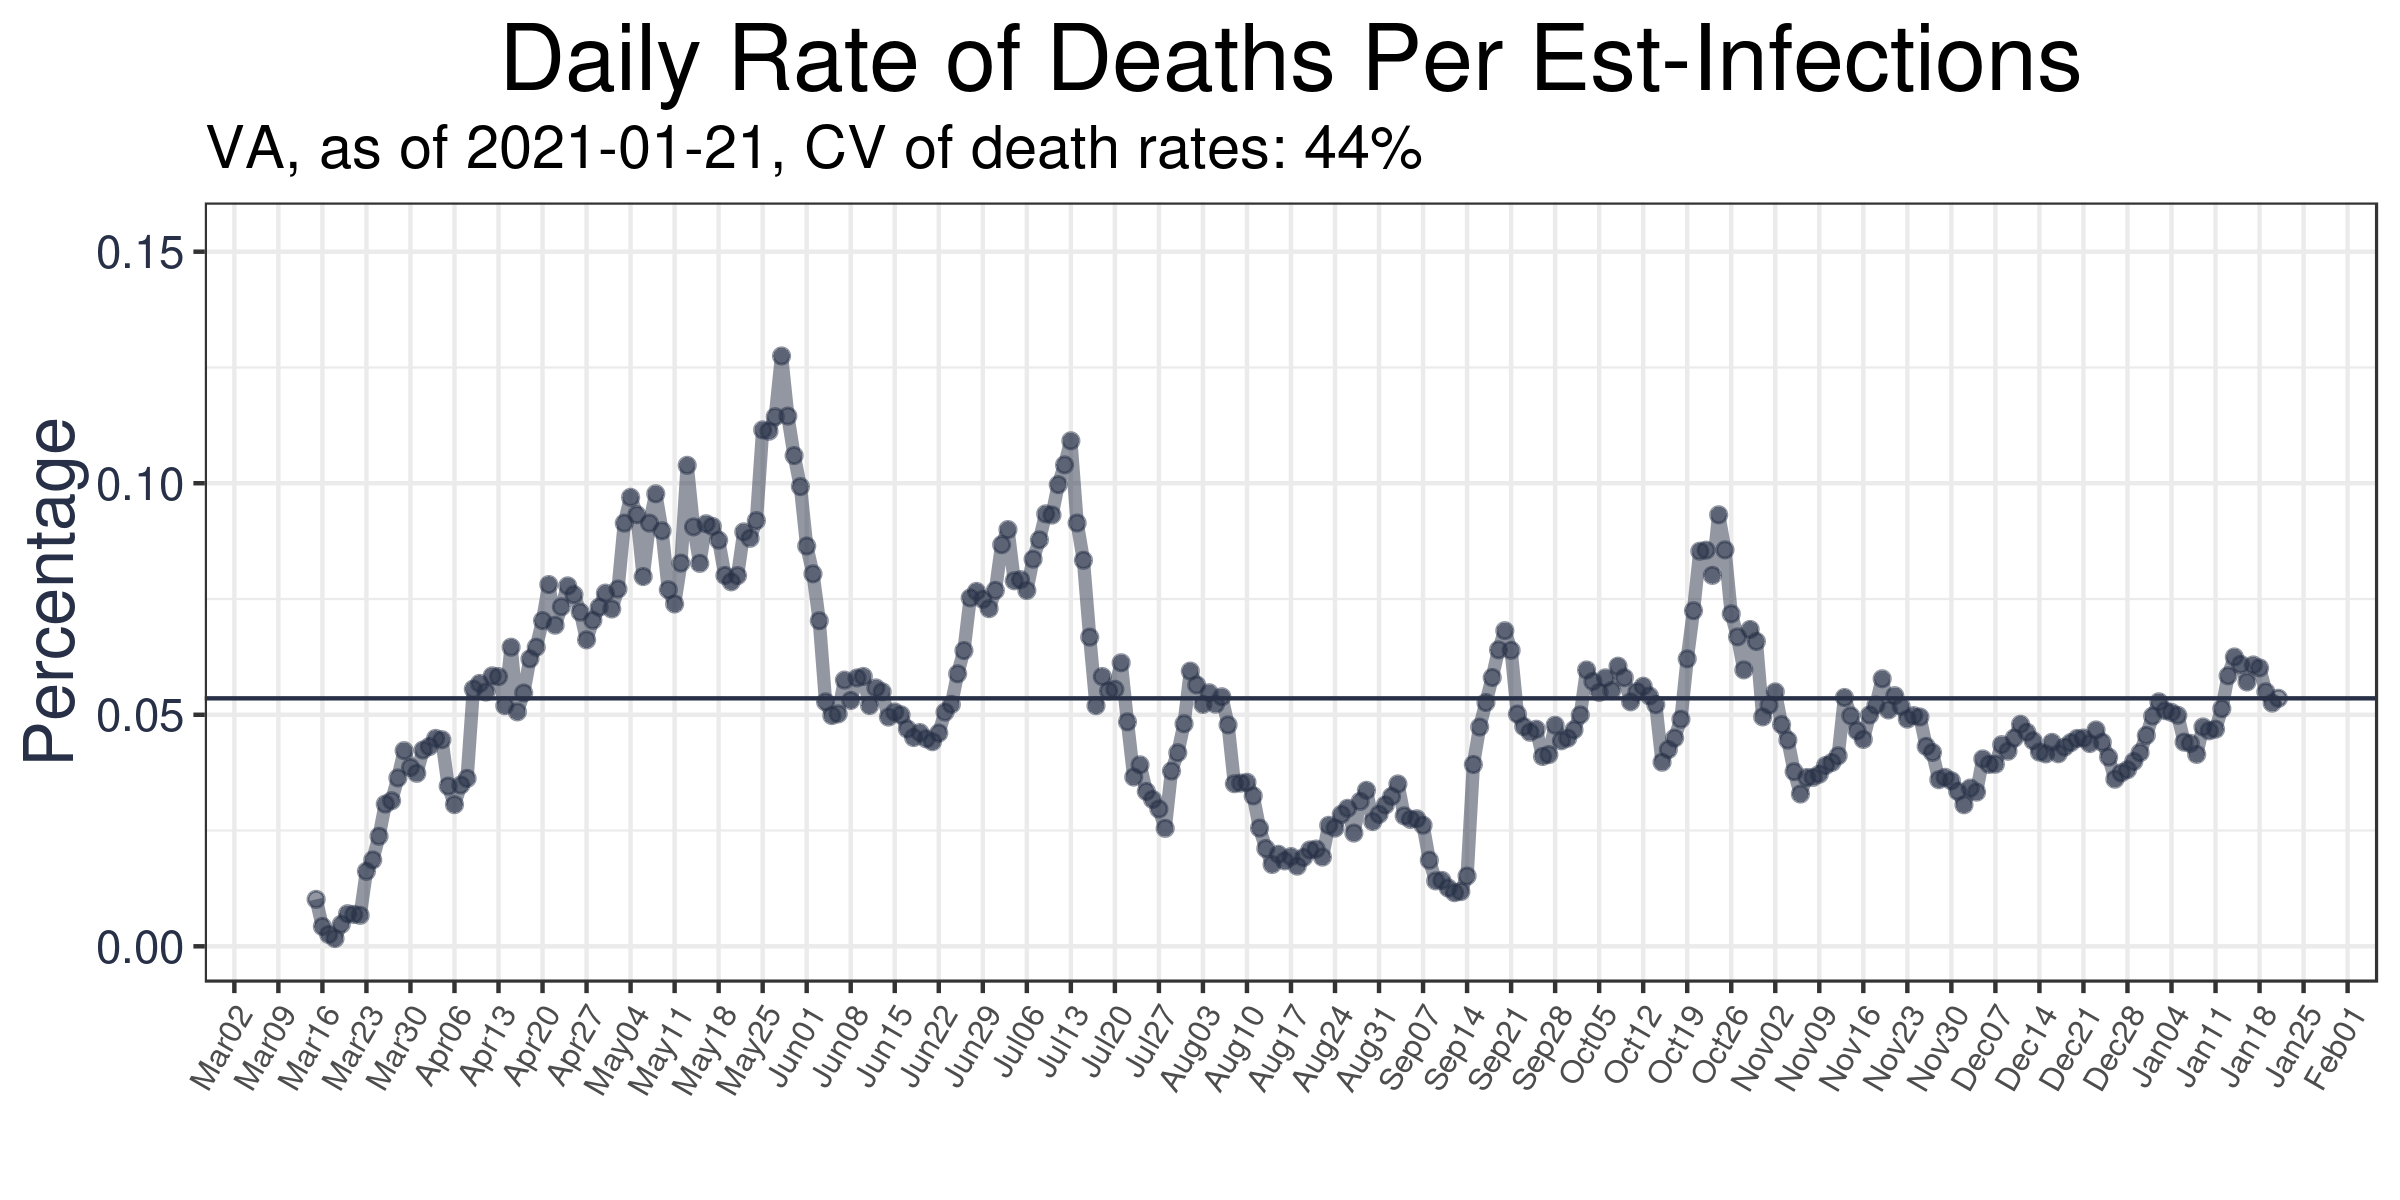 Daily Rate of Deaths Per Est-Infections
VA, as of 2021-01-21, CV of death rates: 44%
Percentage
0.15
0.10
0.05
0.00
Mar02
Mar09
Mar16
Mar23
Mar30
Apr06
Apr13
Apr20
Apr27
May04
May11
May18
May25
Jun01
Jun08
Jun15
Jun22
Jun29
Jul06
Jul13
Jul20
Jul27
Aug03
Aug10
Aug17
Aug24
Aug31
Sep07
Sep14
Sep21
Sep28
Oct05
Oct12
Oct19
Oct26
Nov02
Nov09
Nov16
Nov23
Nov30
Dec07
Dec14
Dec21
Dec28
Jan04
Jan11
Jan18
Jan25
Feb01